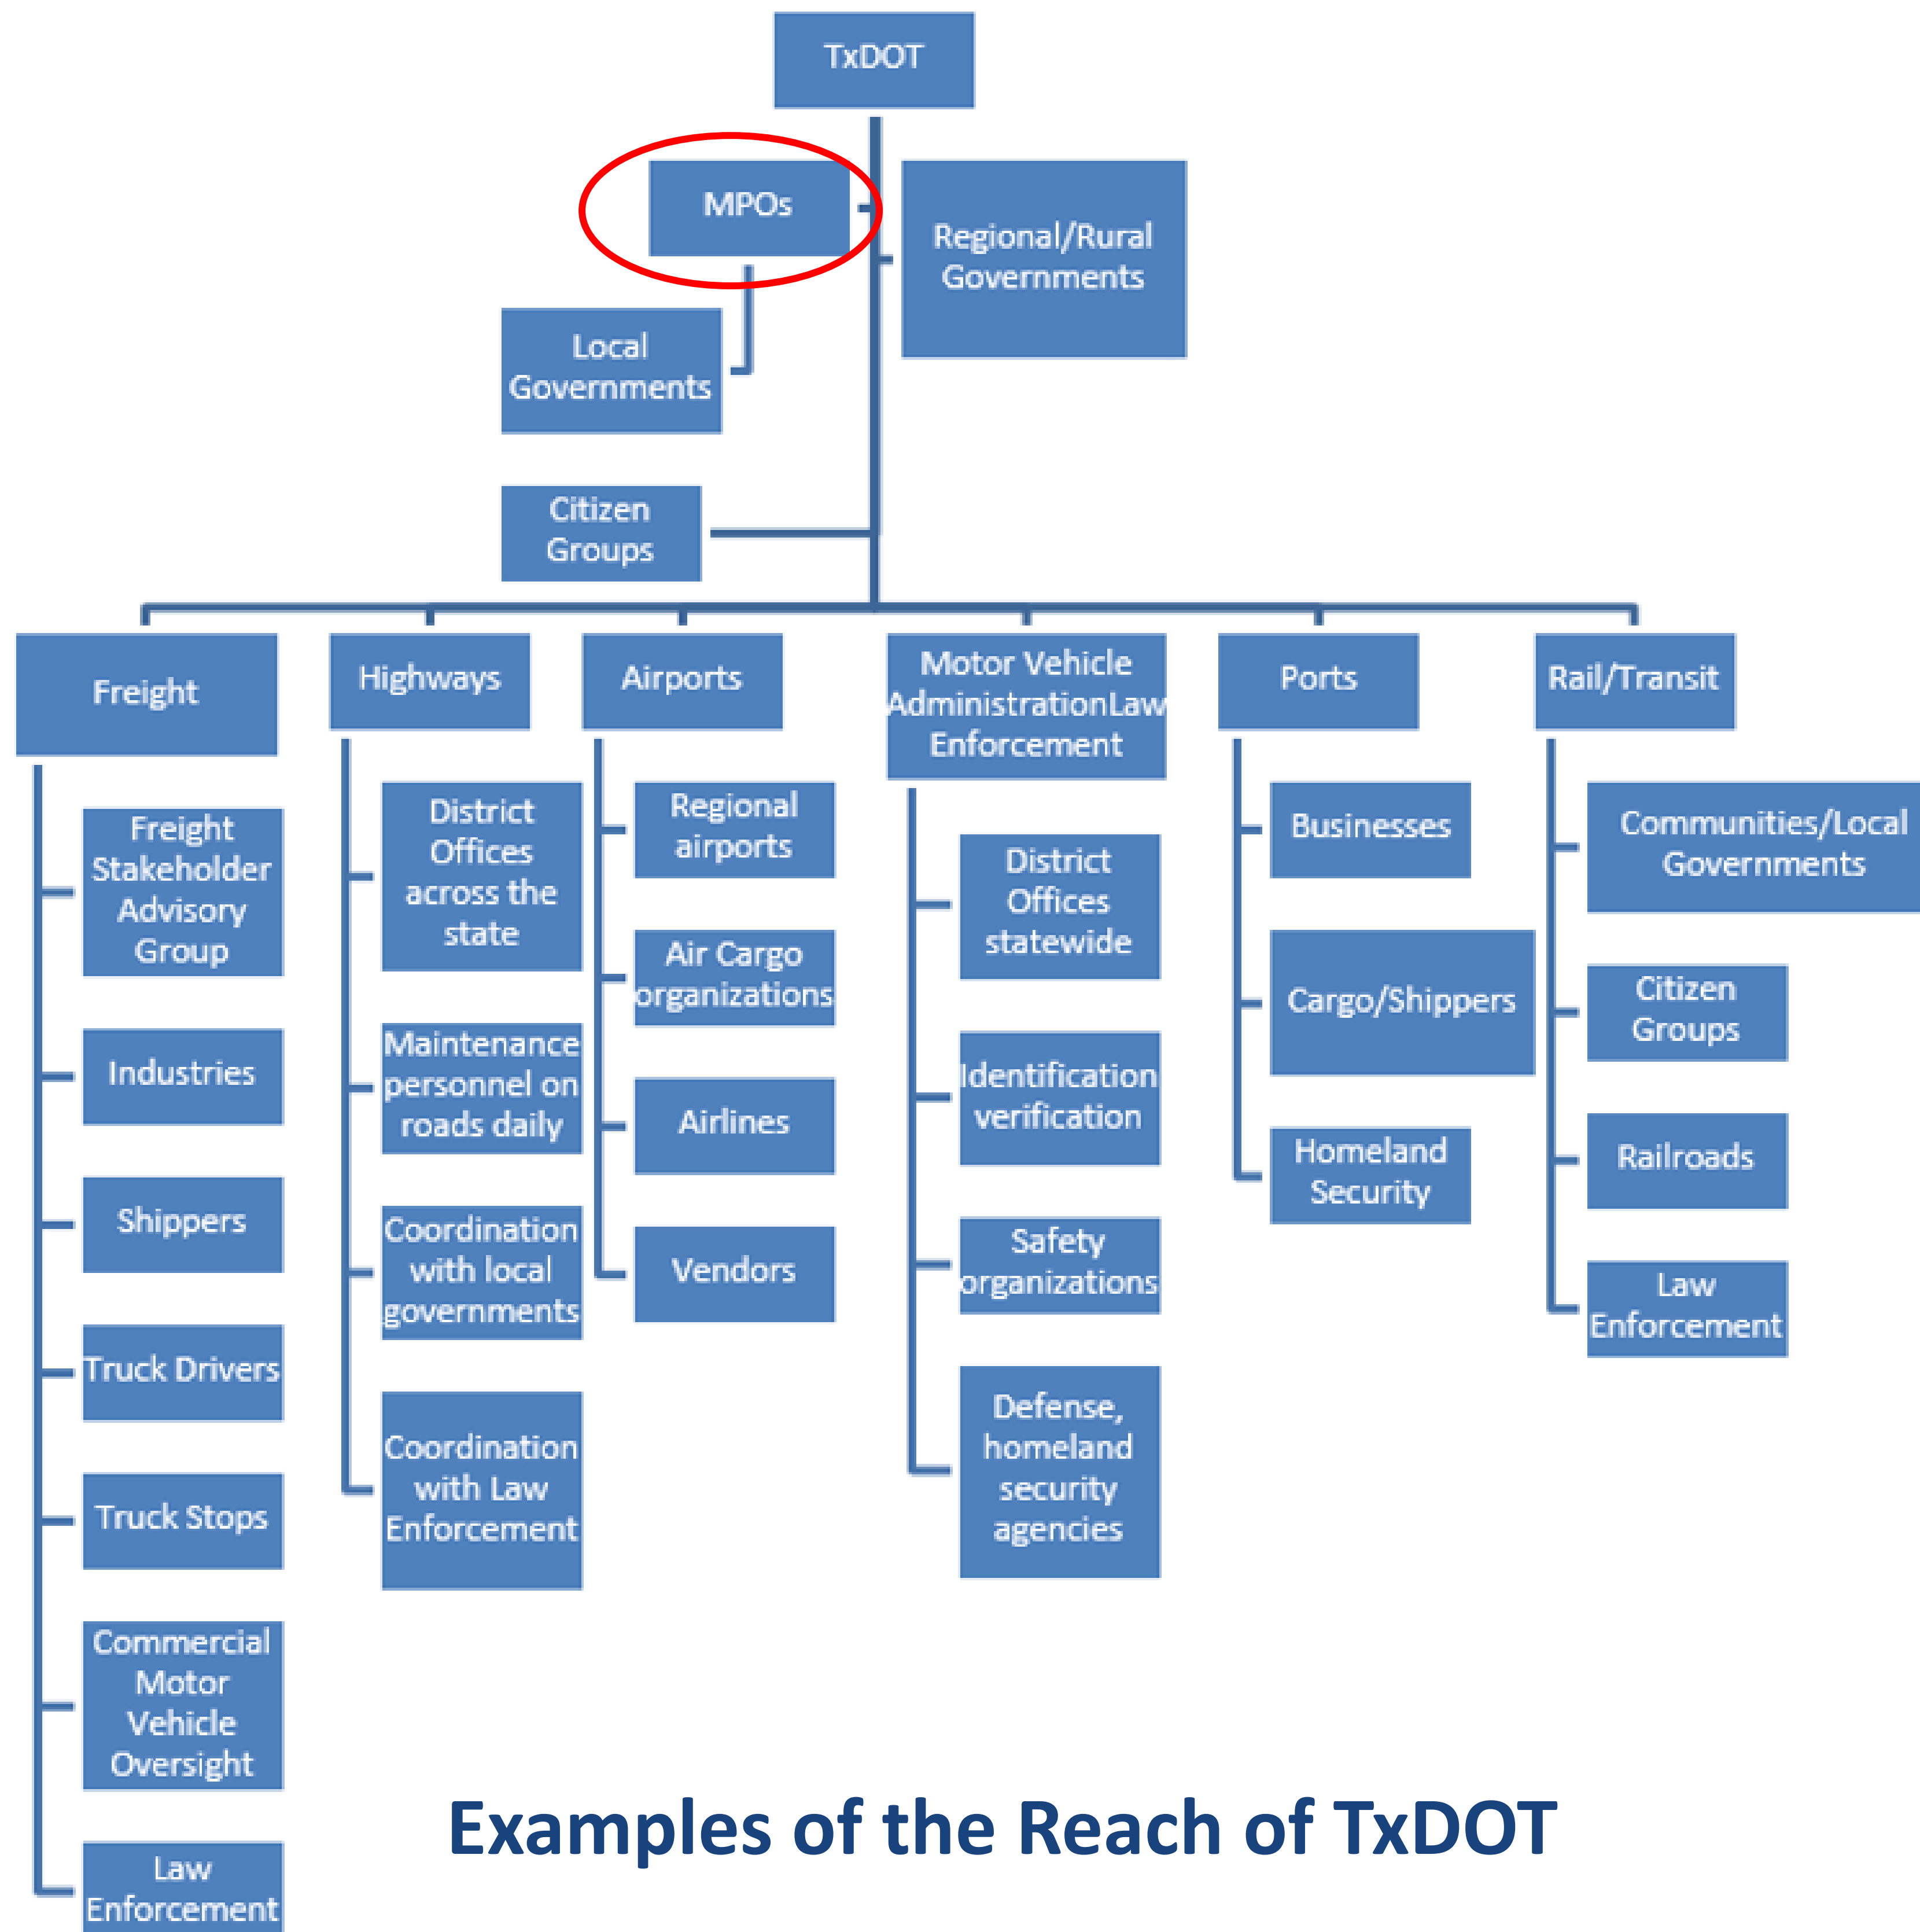 TxDOT
MPOs
Regional/Rural
Governments
Local
Governments
Citizen
Groups
Freight
Freight
Stakeholder
Advisory
Group
Industries
Shippers
Truck Drivers
Truck Stops
Commercial
Motor
Vehicle
Oversight
Law
Enforcement
Highways
District
Offices
across the
state
Maintenance
personnel on
roads daily
Coordination
with local
governments
Coordination
with Law
Enforcement
Airports
Regional
airports
Air Cargo
organizations
Airlines
Vendors
Motor Vehicle
AdministrationLaw
Enforcement
District
Offices
statewide
Identification
verification
Safety
organizations
Defense,
homeland
security
agencies
Ports
Businesses
Cargo/Shippers
Homeland
Security
Rail/Transit
Communities/Local
Governments
Citizen
Groups
Railroads
Law
Enforcement
Examples of the Reach of TxDOT